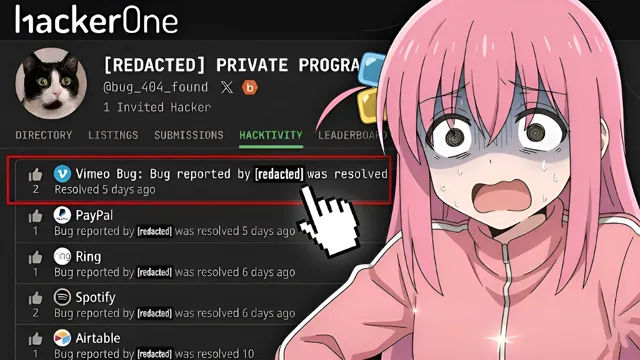 hackerOne
[REDACTED] PRIVATE PROGRA
@bug_404_found X b
1 Invited Hacker
DIRECTORY LISTINGS SUBMISSIONS HACKTIVITY LEADERBOARD
Vimeo Bug: Bug reported by [redacted] was resolved
2 Resolved 5 days ago
PayPal
1 Bug reported by [redacted] was resolved 5 days ago
ring Ring
1 Bug reported by [redacted] was resolved 6 days ago
Spotify
2 Bug reported by [redacted] was resolved 6 days ago
Airtable
Bug reported by [redacted] was resolved 10